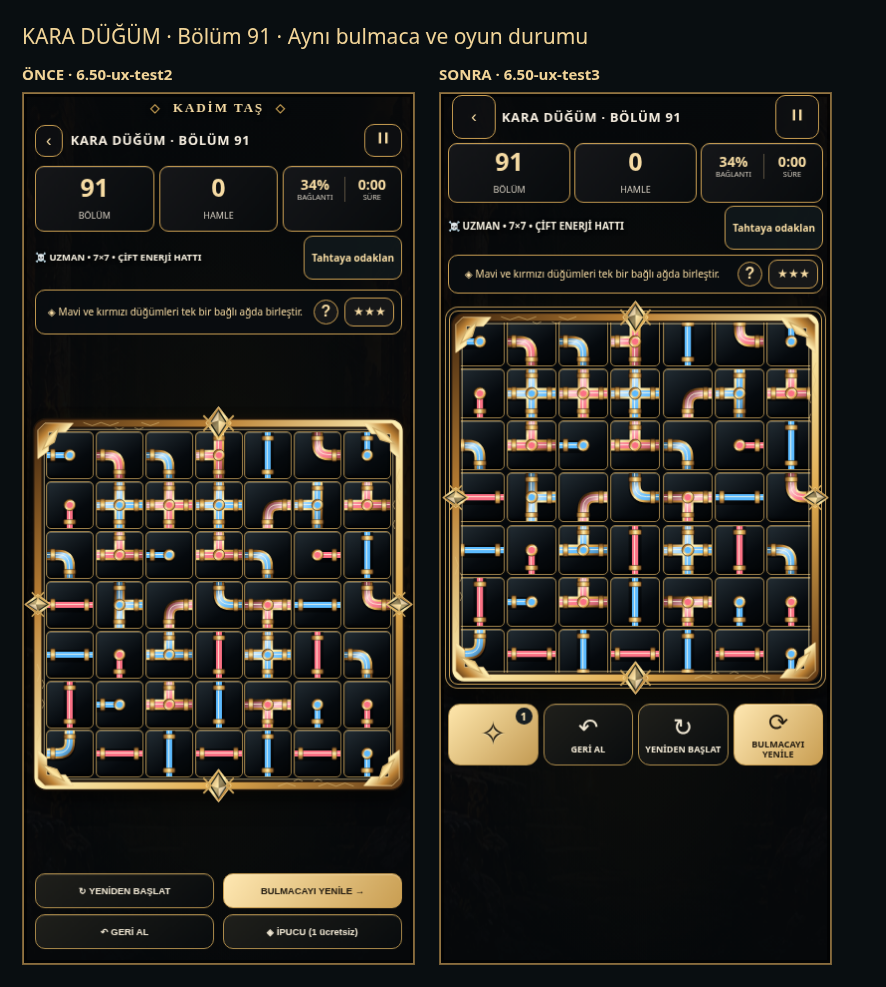 KARA DÜĞÜM · Bölüm 91 · Aynı bulmaca ve oyun durumu
ÖNCE · 6.50-ux-test2
◇ KADİM TAŞ ◇
‹ KARA DÜĞÜM · BÖLÜM 91
91
BÖLÜM
0
HAMLE
34%
BAĞLANTI
0:00
SÜRE
☠ UZMAN • 7×7 • ÇİFT ENERJİ HATTI
Tahtaya odaklan
◈ Mavi ve kırmızı düğümleri tek bir bağlı ağda birleştir.
?
★★★
↻ YENİDEN BAŞLAT
BULMACAYI YENİLE →
↶ GERİ AL
◈ İPUCU (1 ücretsiz)
SONRA · 6.50-ux-test3
‹ KARA DÜĞÜM · BÖLÜM 91
91
BÖLÜM
0
HAMLE
34%
BAĞLANTI
0:00
SÜRE
☠ UZMAN • 7×7 • ÇİFT ENERJİ HATTI
Tahtaya odaklan
◈ Mavi ve kırmızı düğümleri tek bir bağlı ağda birleştir.
?
★★★
✧ 1
↶
GERİ AL
↻
YENİDEN BAŞLAT
⟳
BULMACAYI
YENİLE